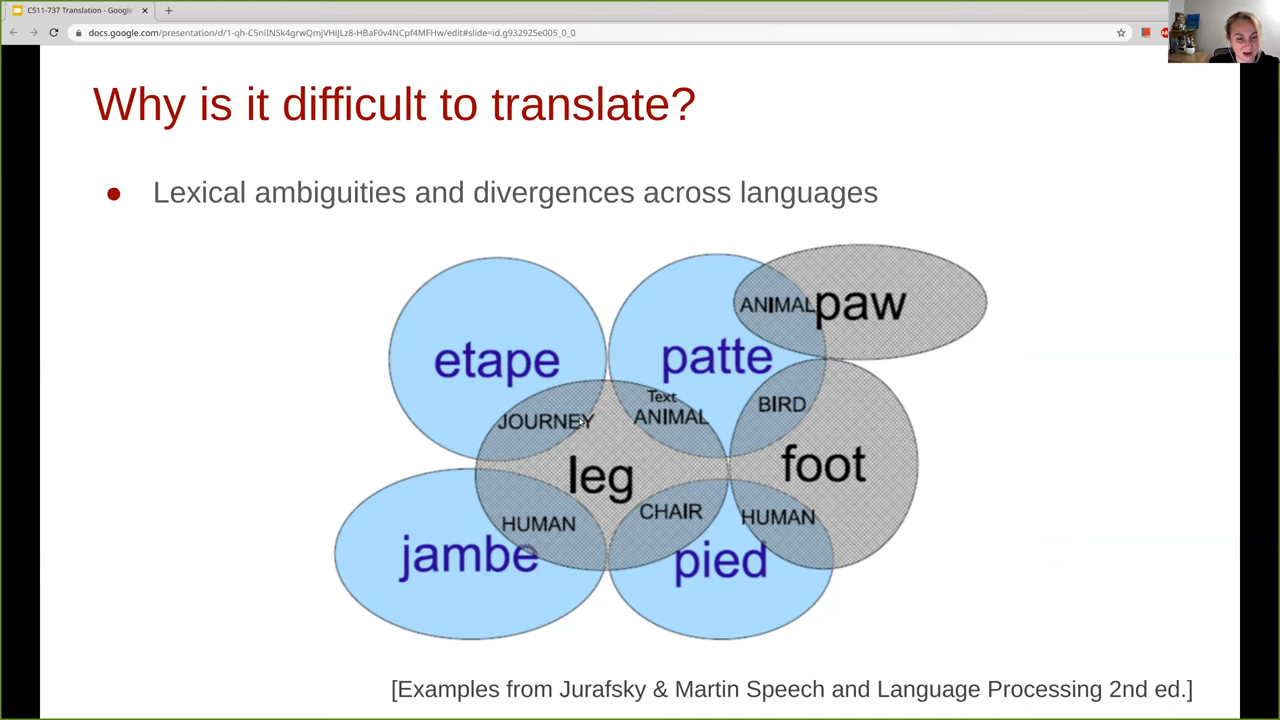 CS11-737 Translation - Google
docs.google.com/presentation/d/1-qh-C5niINSk4grwQmjVHiJLz8-HBaF0v4NCpf4MFHw/edit#slide=id.g932925e005_0_0
Why is it difficult to translate?
● Lexical ambiguities and divergences across languages
ANIMAL paw
etape patte
Text
JOURNEY ANIMAL BIRD
leg foot
HUMAN CHAIR HUMAN
jambe pied
[Examples from Jurafsky & Martin Speech and Language Processing 2nd ed.]